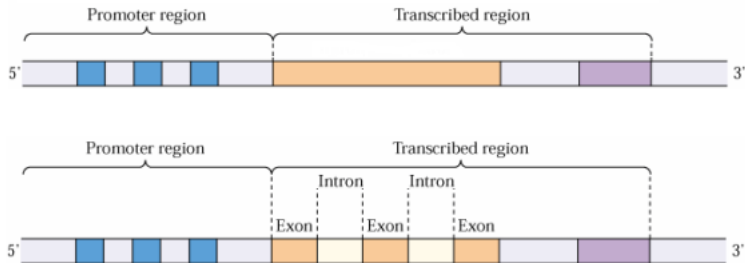 Promoter region Transcribed region
5' 3'
Promoter region Transcribed region
Intron Intron
Exon Exon Exon
5' 3'